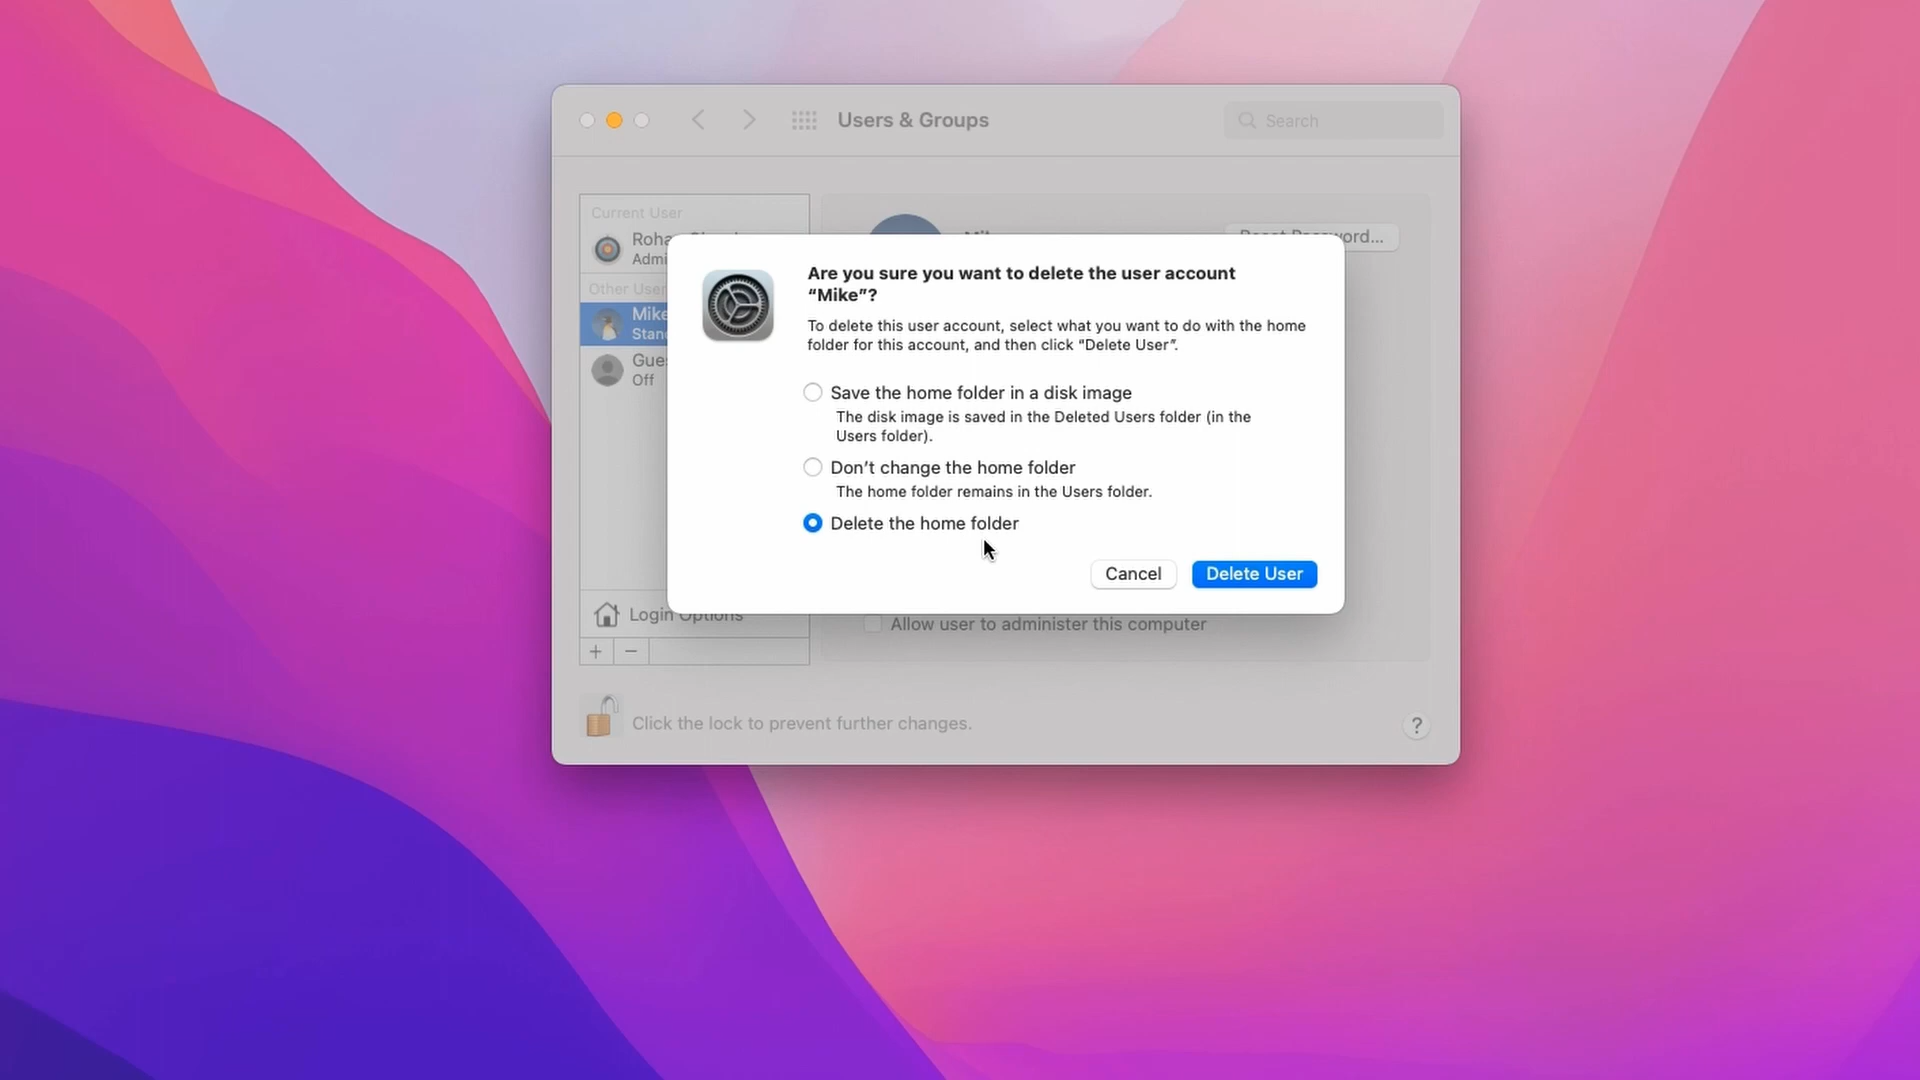 Users & Groups
Search
Current User
Admi
Other User
Mike
Stand
Gues
Off
Are you sure you want to delete the user account
“Mike”?
To delete this user account, select what you want to do with the home
folder for this account, and then click “Delete User”.
Save the home folder in a disk image
The disk image is saved in the Deleted Users folder (in the
Users folder).
Don’t change the home folder
The home folder remains in the Users folder.
Delete the home folder
Cancel
Delete User
Login Options
Allow user to administer this computer
+ −
Click the lock to prevent further changes.
?